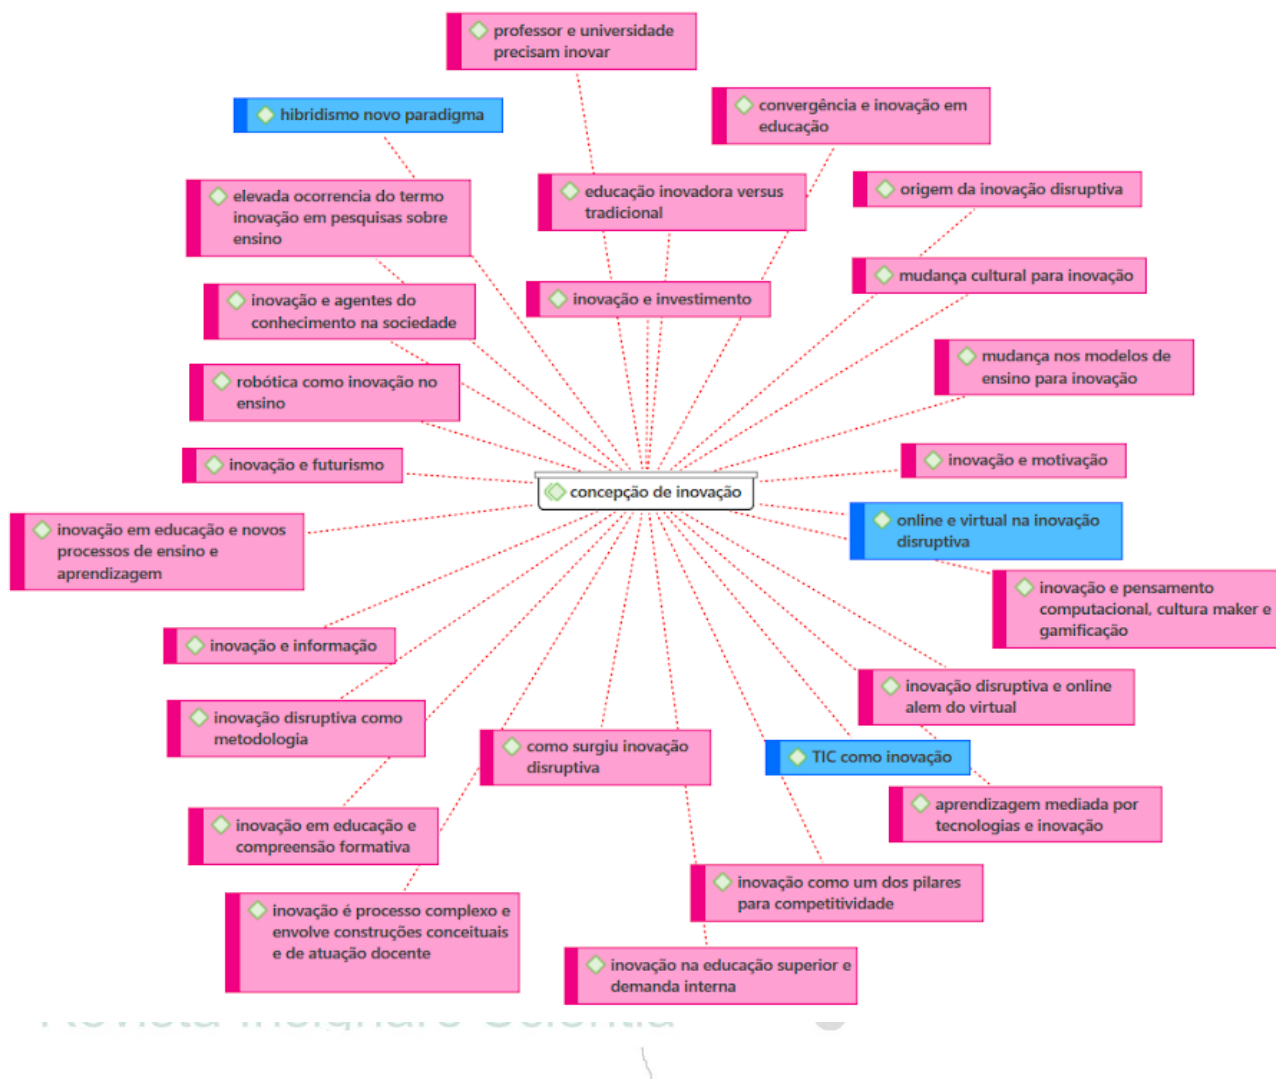 professor e universidade
precisam inovar
hibridismo novo paradigma
convergência e inovação em
educação
elevada ocorrencia do termo
inovação em pesquisas sobre
ensino
educação inovadora versus
tradicional
origem da inovação disruptiva
mudança cultural para inovação
inovação e agentes do
conhecimento na sociedade
inovação e investimento
mudança nos modelos de
ensino para inovação
robótica como inovação no
ensino
inovação e futurismo
inovação e motivação
concepção de inovação
inovação em educação e novos
processos de ensino e
aprendizagem
online e virtual na inovação
disruptiva
inovação e pensamento
computacional, cultura maker e
gamificação
inovação e informação
inovação disruptiva e online
alem do virtual
inovação disruptiva como
metodologia
como surgiu inovação
disruptiva
TIC como inovação
aprendizagem mediada por
tecnologias e inovação
inovação em educação e
compreensão formativa
inovação como um dos pilares
para competitividade
inovação é processo complexo e
envolve construções conceituais
e de atuação docente
inovação na educação superior e
demanda interna